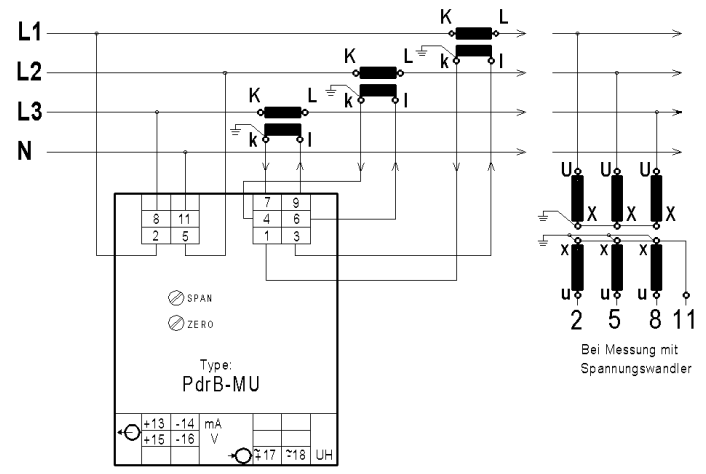 L1
K L
k l
L2
K L
k l
L3
K L
k l
N
U U U
X X X
x x x
u u u
2 5 8 11
Bei Messung mit
Spannungswandler
7 9
8 11 4 6
2 5 1 3
SPAN
ZERO
Type:
PdrB-MU
+13 -14 mA
+15 -16 V
≂17 ~18 UH